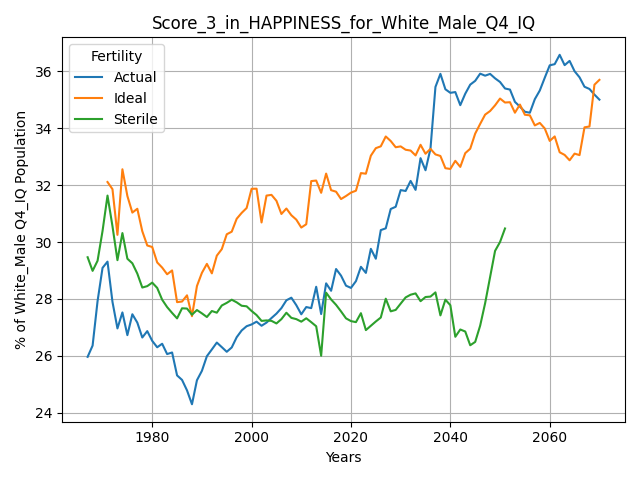 Score_3_in_HAPPINESS_for_White_Male_Q4_IQ
Fertility
Actual
Ideal
Sterile
% of White_Male Q4_IQ Population
36
34
32
30
28
26
24
1980
2000
2020
2040
2060
Years